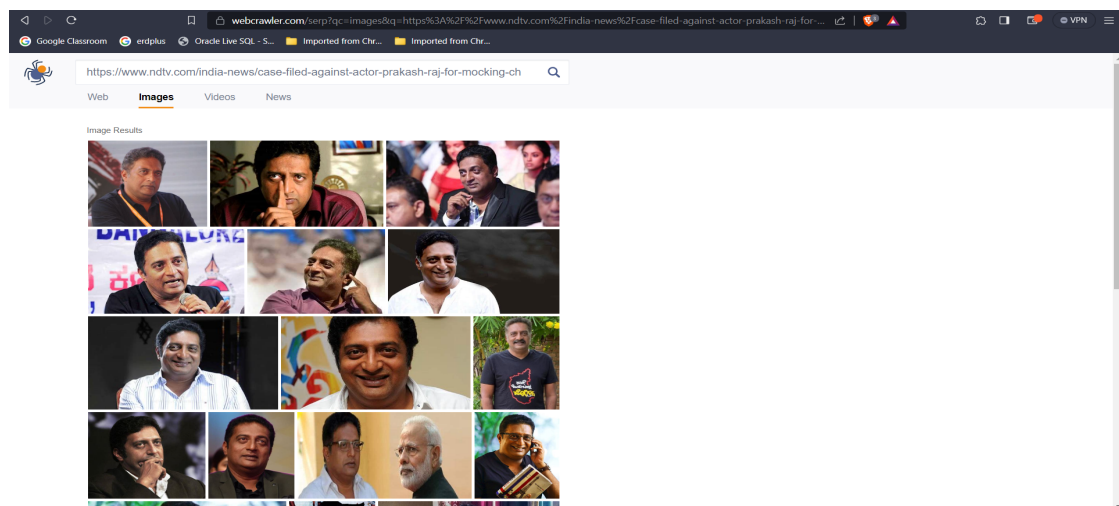 webcrawler.com/serp?qc=images&q=https%3A%2F%2Fwww.ndtv.com%2Findia-news%2Fcase-filed-against-actor-prakash-raj-for-...
VPN
Google Classroom
erdplus
Oracle Live SQL - S...
Imported from Chr...
Imported from Chr...
https://www.ndtv.com/india-news/case-filed-against-actor-prakash-raj-for-mocking-ch
Web Images Videos News
Image Results